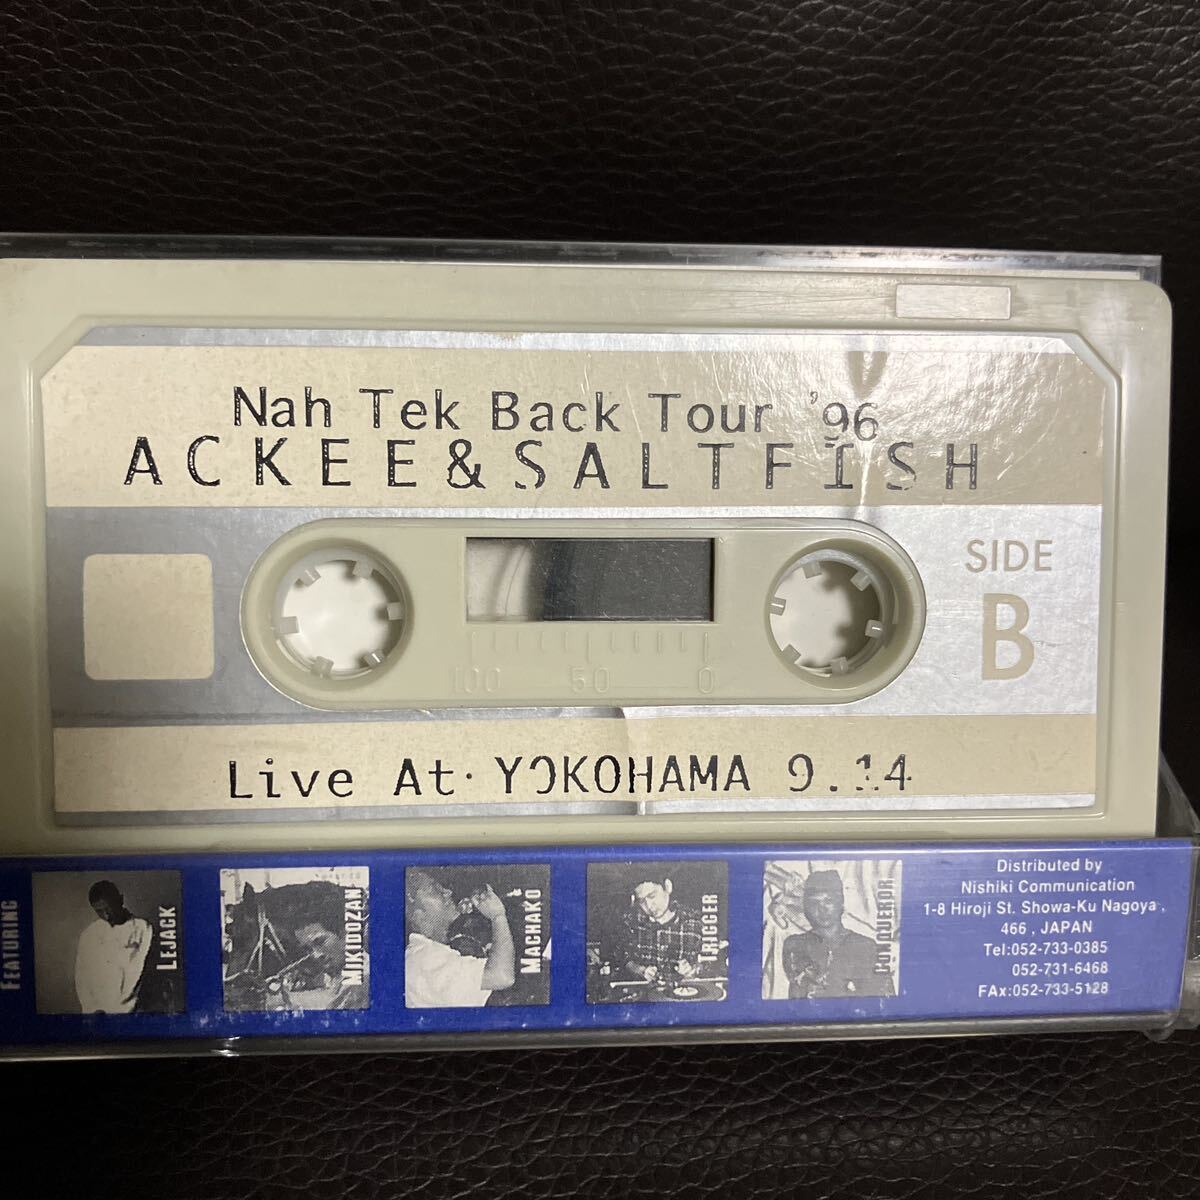 Nah Tek Back Tour '96
ACKEE&SALTFISH
SIDE
B
100 50 0
Live At YOKOHAMA 9.14
FEATURING
LEJACK
MIKIDOZAN
MACHAKO
TRIGGER
CONQUEROR
Distributed by
Nishiki Communication
1-8 Hiroji St. Showa-Ku Nagoya ,
466 , JAPAN
Tel:052-733-0385
052-731-6468
FAx:052-733-5128